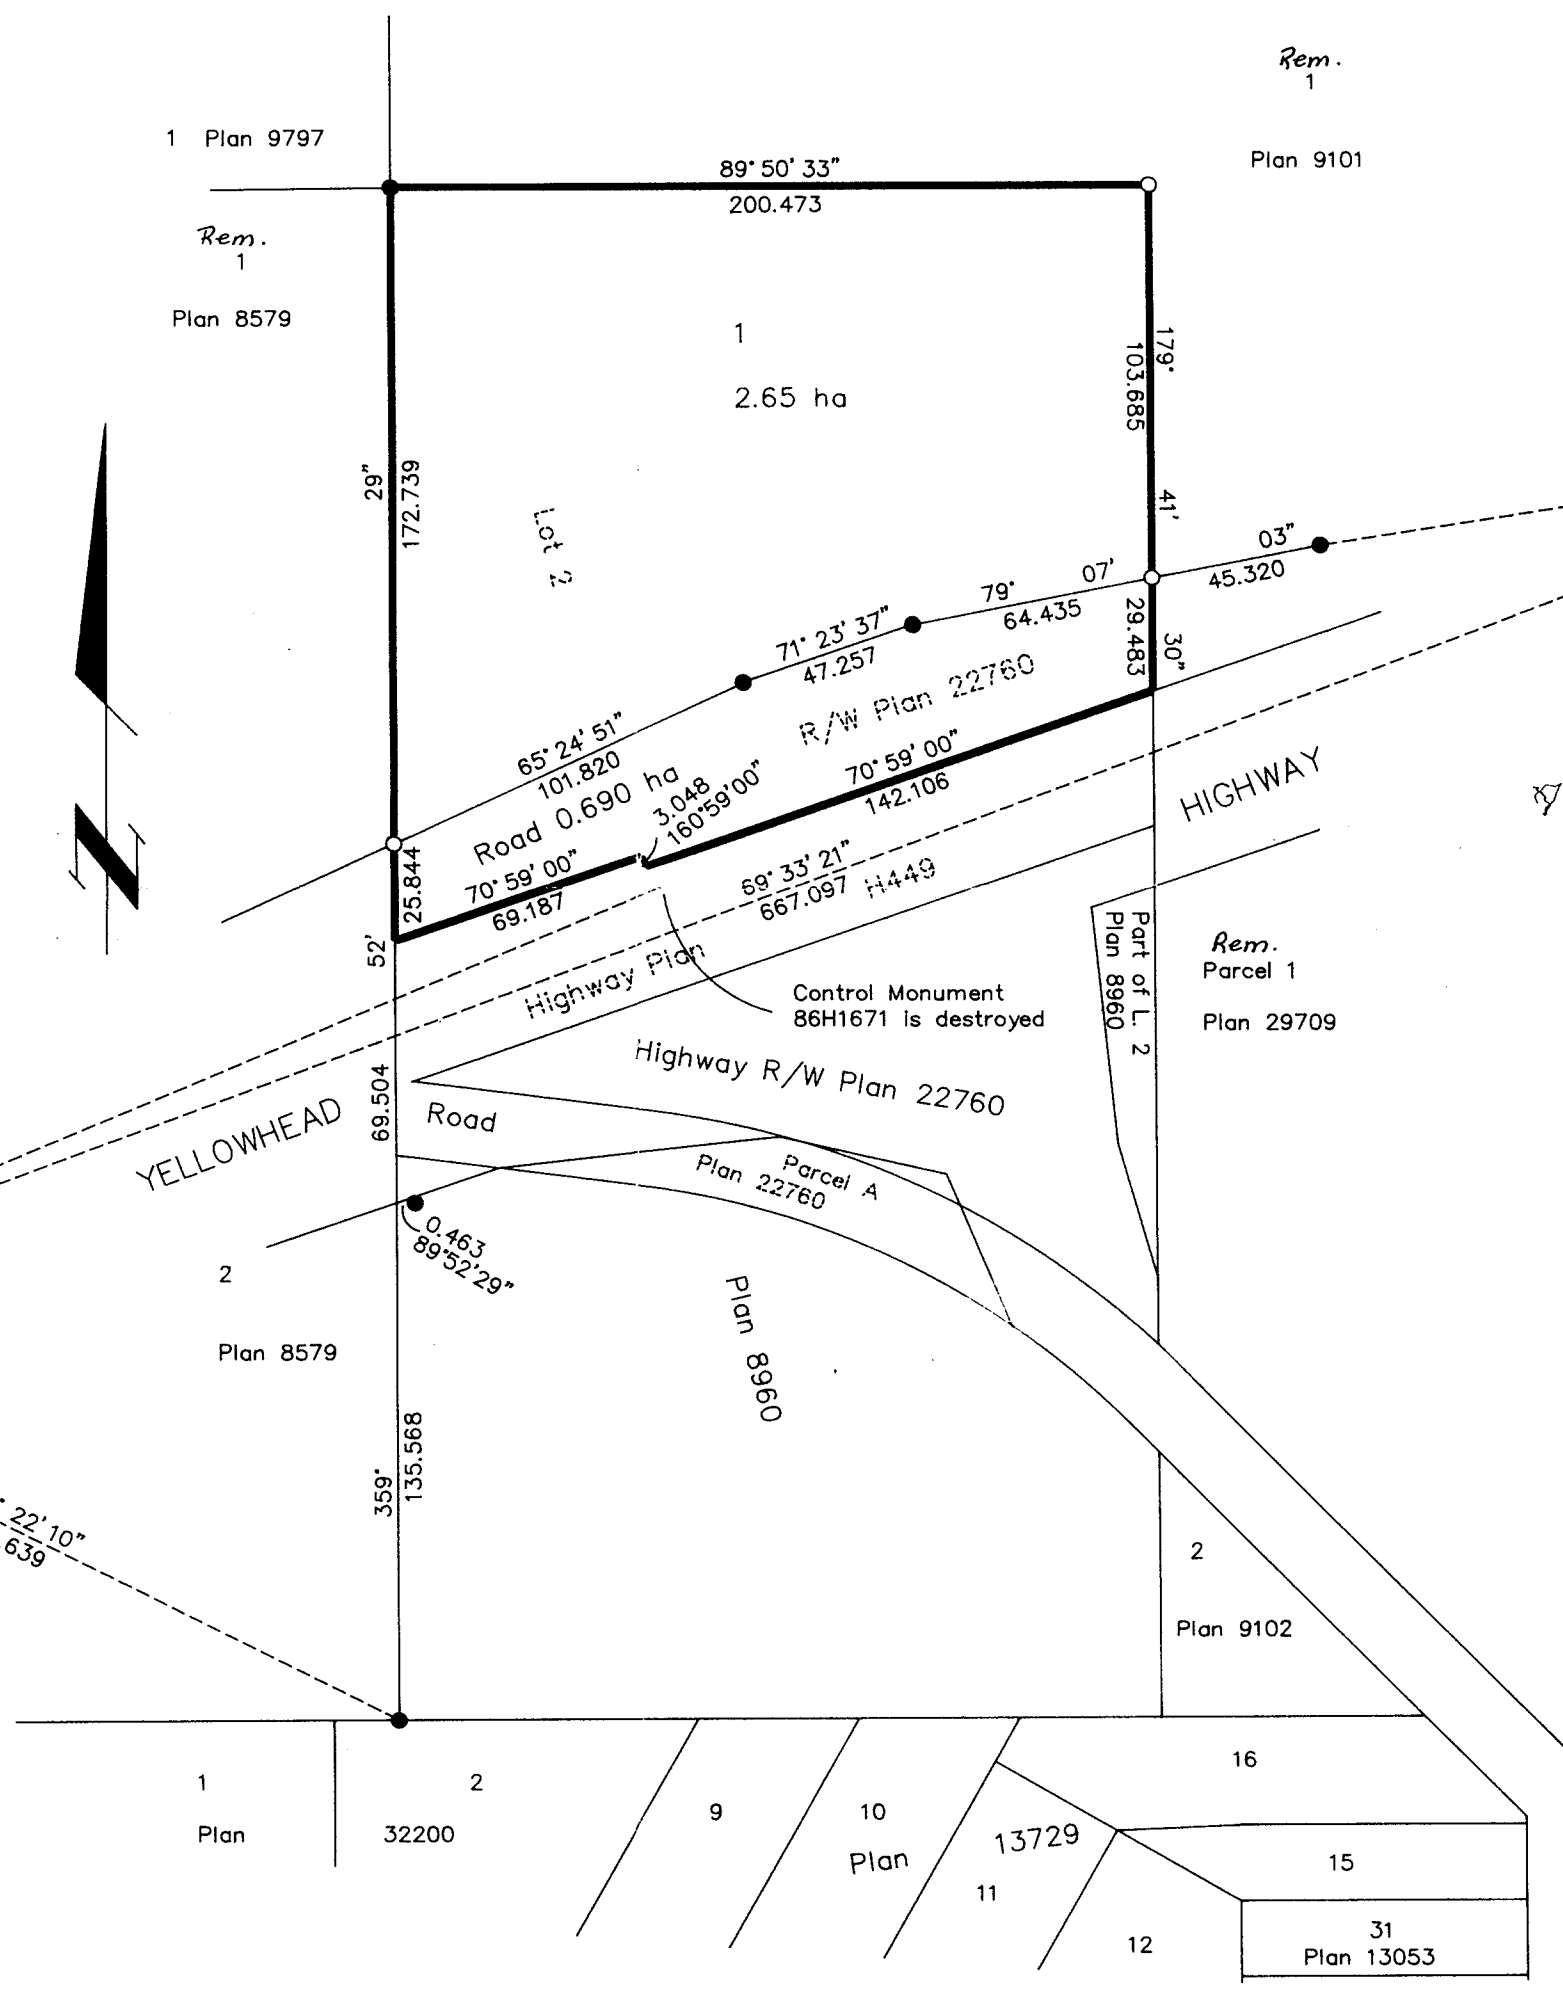 Rem.
1
Plan 9101
1 Plan 9797
89° 50' 33"
200.473
Rem.
1
Plan 8579
1
2.65 ha
179°
103.685
41'
29"
172.739
Lot 2
03"
45.320
79°
07'
64.435
29.483
30"
71° 23' 37"
47.257
R/W Plan 22760
65° 24' 51"
101.820
Road 0.690 ha
3.048
160°59'00"
70° 59' 00"
142.106
70° 59' 00"
69.187
25.844
52'
69° 33' 21"
667.097
H449
HIGHWAY
Highway Plan
Control Monument
86H1671 is destroyed
Part of L. 2
Plan 8960
Rem.
Parcel 1
Plan 29709
Highway R/W Plan 22760
69.504
Road
YELLOWHEAD
Parcel A
Plan 22760
0.463
89°52'29"
2
Plan 8579
Plan 8960
359°
135.568
° 22' 10"
639
2
Plan 9102
1
Plan
2
32200
9
10
Plan
13729
11
12
16
15
31
Plan 13053
N